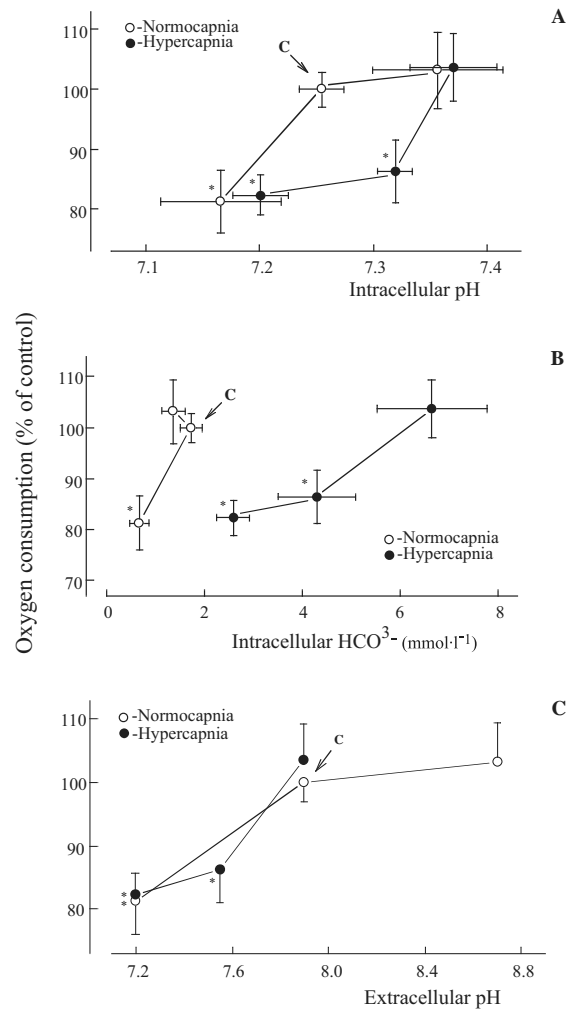 A
-Normocapnia
-Hypercapnia
C
110
100
90
80
*
*
*
7.1 7.2 7.3 7.4
Intracellular pH
Oxygen consumption (% of control)
B
110
100
90
80
70
C
*
*
*
-Normocapnia
-Hypercapnia
0 2 4 6 8
Intracellular HCO³⁻ (mmol·l⁻¹)
C
-Normocapnia
-Hypercapnia
C
110
100
90
80
*
*
*
7.2 7.6 8.0 8.4 8.8
Extracellular pH